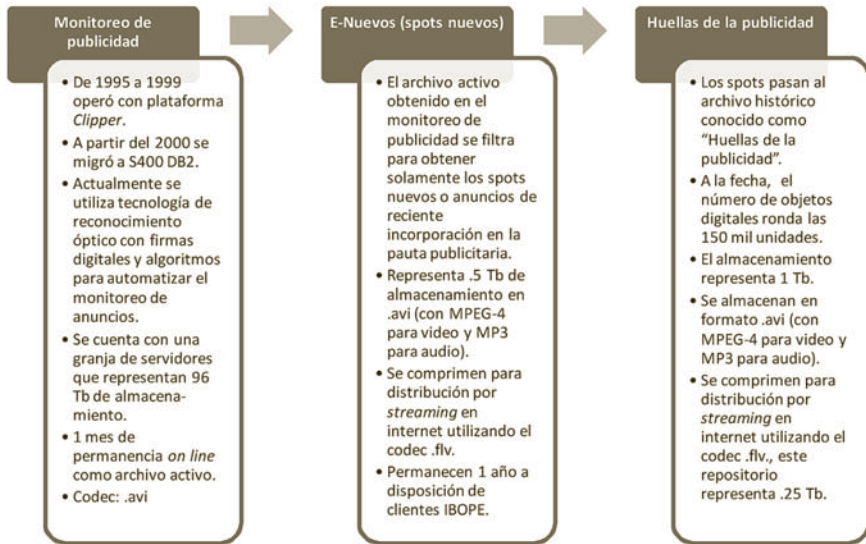 Monitoreo de
publicidad
• De 1995 a 1999
operó con plataforma
Clipper.
• A partir del 2000 se
migró a S400 DB2.
• Actualmente se
utiliza tecnología de
reconocimiento
óptico con firmas
digitales y algoritmos
para automatizar el
monitoreo de
anuncios.
• Se cuenta con una
granja de servidores
que representan 96
Tb de almacena-
miento.
• 1 mes de
permanencia on line
como archivo activo.
• Codec: .avi
E-Nuevos (spots nuevos)
• El archivo activo
obtenido en el
monitoreo de
publicidad se filtra
para obtener
solamente los spots
nuevos o anuncios de
reciente
incorporación en la
pauta publicitaria.
• Representa .5 Tb de
almacenamiento en
.avi (con MPEG-4
para video y MP3
para audio).
• Se comprimen para
distribución por
streaming en
internet utilizando el
codec .flv.
• Permanecen 1 año a
disposición de
clientes IBOPE.
Huellas de la publicidad
• Los spots pasan al
archivo histórico
conocido como
“Huellas de la
publicidad”.
• A la fecha, el
número de objetos
digitales ronda las
150 mil unidades.
• El almacenamiento
representa 1 Tb.
• Se almacenan en
formato .avi (con
MPEG-4 para video y
MP3 para audio).
• Se comprimen para
distribución por
streaming en
internet utilizando el
codec .flv., este
repositorio
representa .25 Tb.